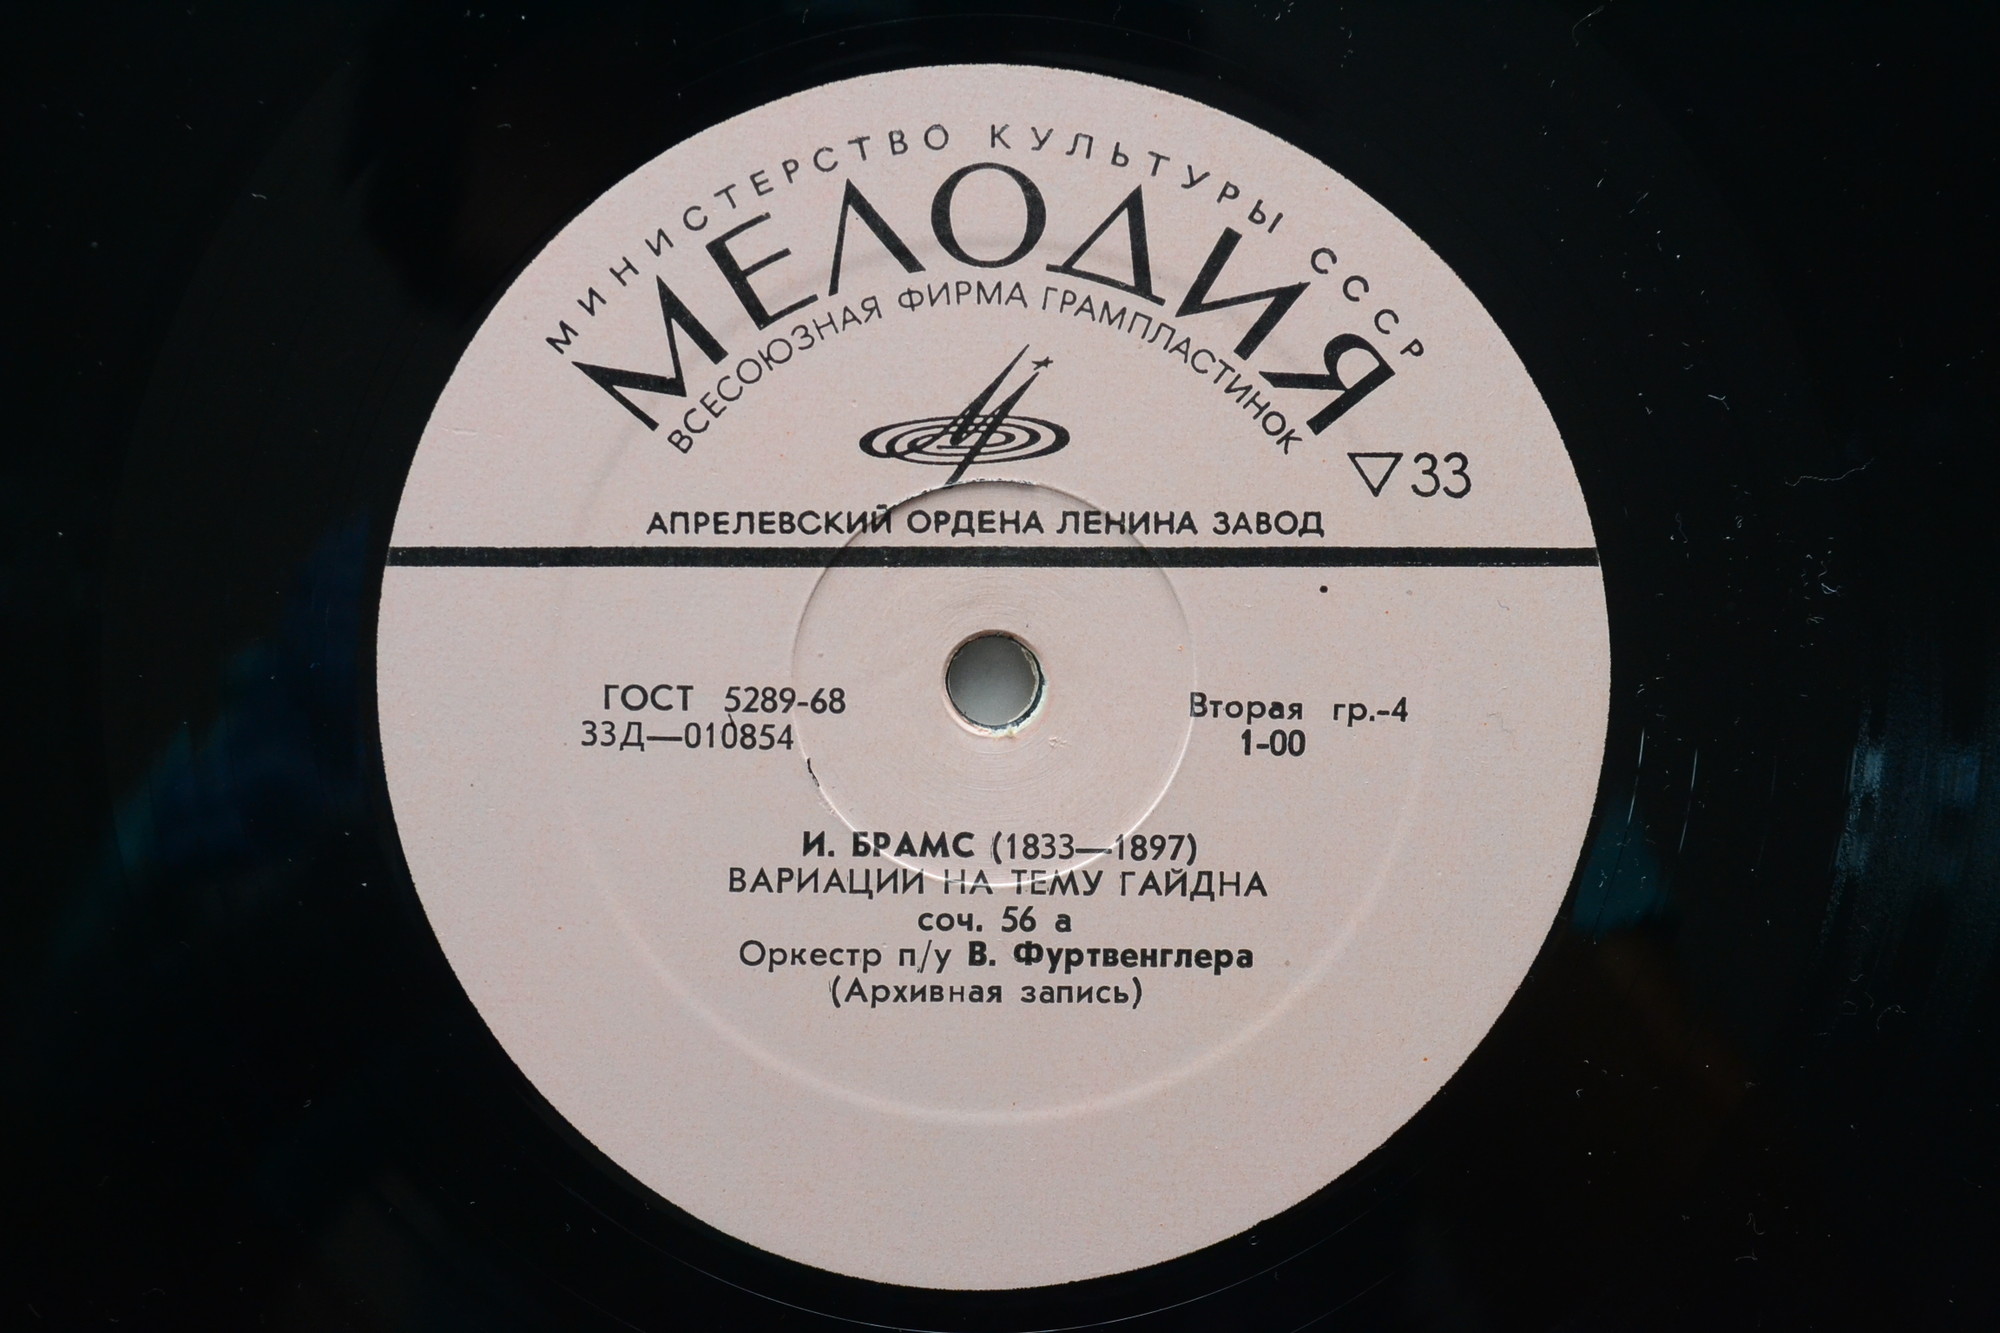 МИНИСТЕРСТВО КУЛЬТУРЫ СССР
МЕЛОДИЯ
ВСЕСОЮЗНАЯ ФИРМА ГРАМПЛАСТИНОК
▽33
АПРЕЛЕВСКИЙ ОРДЕНА ЛЕНИНА ЗАВОД
ГОСТ 5289-68
33Д—010854
Вторая гр.-4
1-00
И. БРАМС (1833—1897)
ВАРИАЦИИ НА ТЕМУ ГАЙДНА
соч. 56 а
Оркестр п/у В. Фуртвенглера
(Архивная запись)